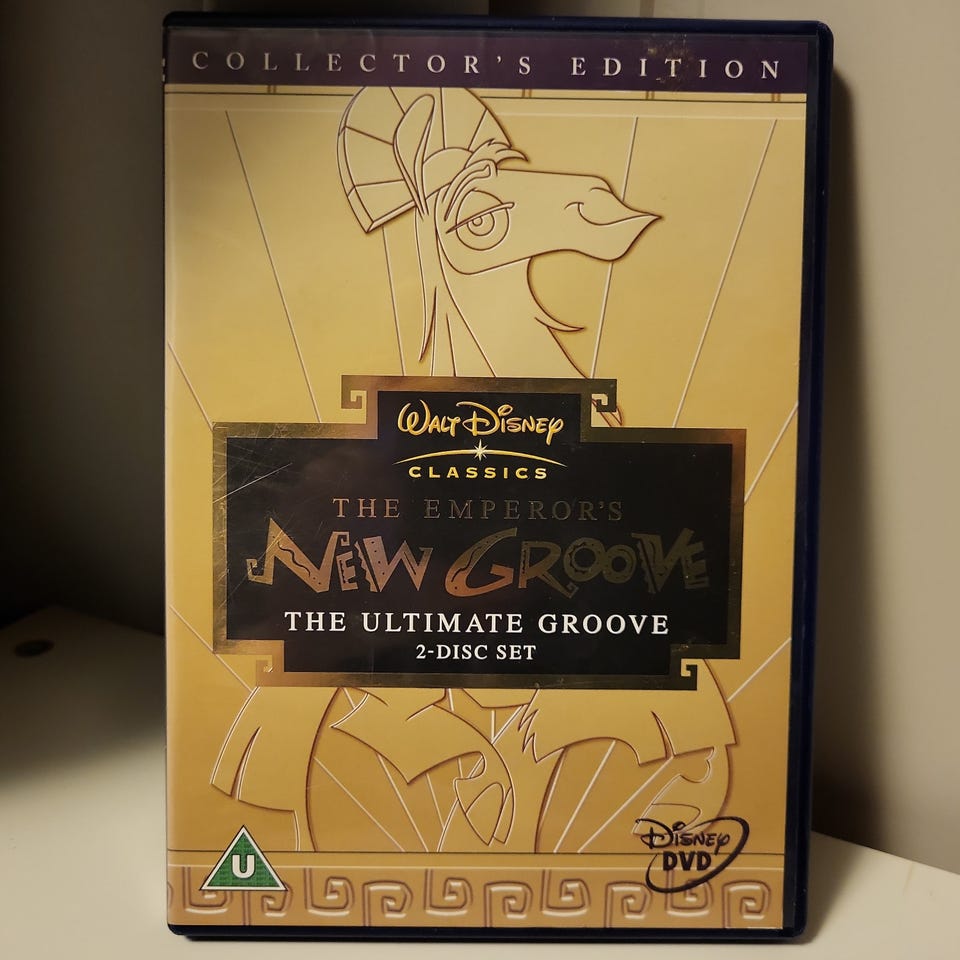 COLLECTOR'S EDITION
WALT DISNEY
CLASSICS
THE EMPEROR'S
NEW GROOVE
THE ULTIMATE GROOVE
2-DISC SET
U
DISNEY
DVD